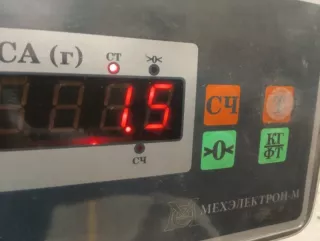 СА (г)
СТ >0<
1.5
СЧ
СЧ
>0<
КГ
ФТ
МЕХЭЛЕКТРОН-М